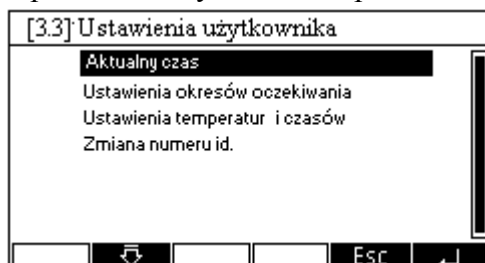 [3.3] Ustawienia użytkownika
Aktualny czas
Ustawienia okresów oczekiwania
Ustawienia temperatur i czasów
Zmiana numeru id.
Esc